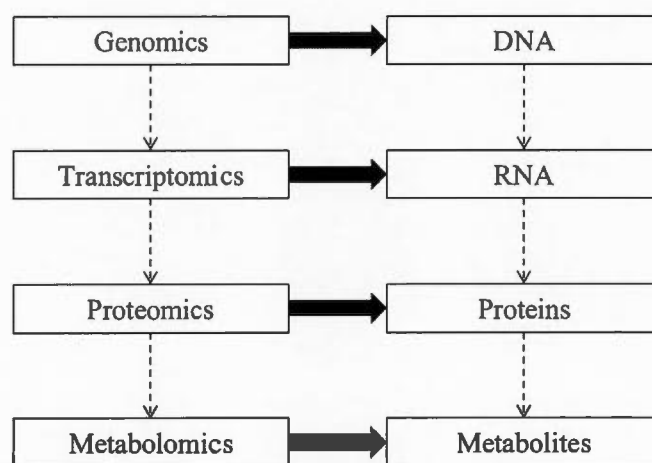 Genomics
DNA
Transcriptomics
RNA
Proteomics
Proteins
Metabolomics
Metabolites